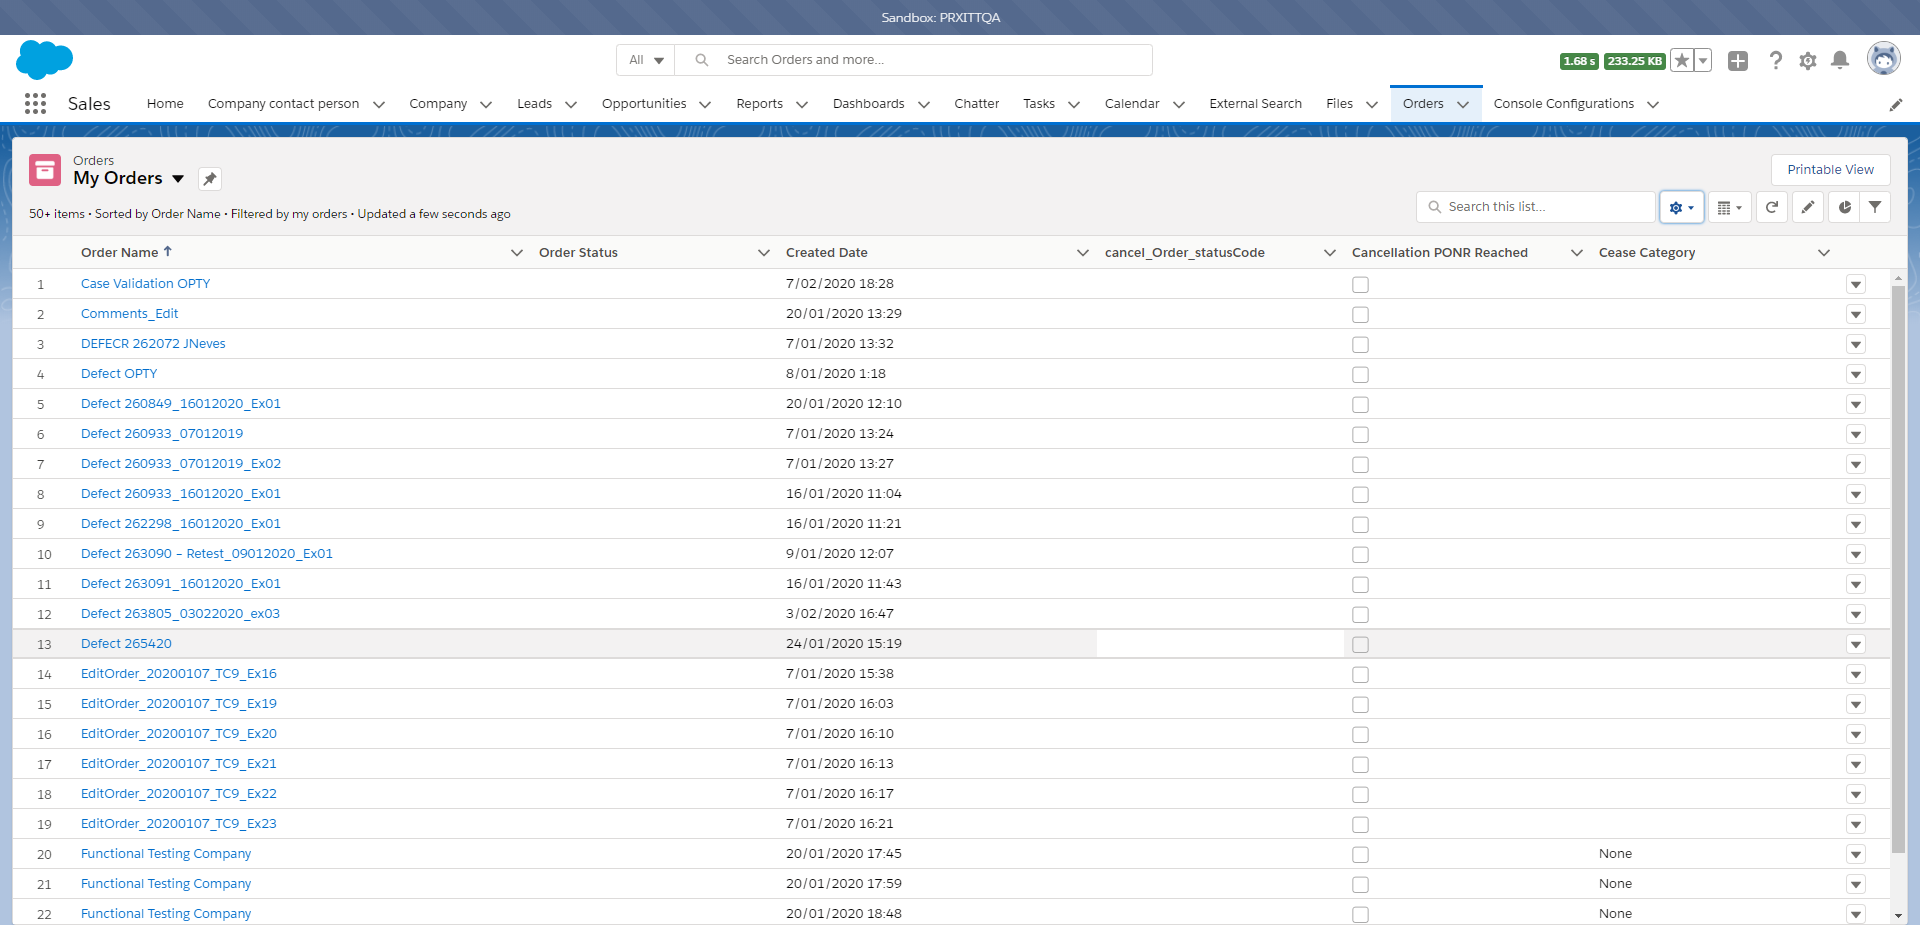 Sandbox: PRXITTQA
All Search Orders and more... 1.68 s 233.25 KB
Sales Home Company contact person Company Leads Opportunities Reports Dashboards Chatter Tasks Calendar External Search Files Orders Console Configurations
Orders
My Orders
Printable View
50+ items • Sorted by Order Name • Filtered by my orders • Updated a few seconds ago
Search this list...
Order Name Order Status Created Date cancel_Order_statusCode Cancellation PONR Reached Cease Category
1 Case Validation OPTY 7/02/2020 18:28
2 Comments_Edit 20/01/2020 13:29
3 DEFECR 262072 JNeves 7/01/2020 13:32
4 Defect OPTY 8/01/2020 1:18
5 Defect 260849_16012020_Ex01 20/01/2020 12:10
6 Defect 260933_07012019 7/01/2020 13:24
7 Defect 260933_07012019_Ex02 7/01/2020 13:27
8 Defect 260933_16012020_Ex01 16/01/2020 11:04
9 Defect 262298_16012020_Ex01 16/01/2020 11:21
10 Defect 263090 – Retest_09012020_Ex01 9/01/2020 12:07
11 Defect 263091_16012020_Ex01 16/01/2020 11:43
12 Defect 263805_03022020_ex03 3/02/2020 16:47
13 Defect 265420 24/01/2020 15:19
14 EditOrder_20200107_TC9_Ex16 7/01/2020 15:38
15 EditOrder_20200107_TC9_Ex19 7/01/2020 16:03
16 EditOrder_20200107_TC9_Ex20 7/01/2020 16:10
17 EditOrder_20200107_TC9_Ex21 7/01/2020 16:13
18 EditOrder_20200107_TC9_Ex22 7/01/2020 16:17
19 EditOrder_20200107_TC9_Ex23 7/01/2020 16:21
20 Functional Testing Company 20/01/2020 17:45 None
21 Functional Testing Company 20/01/2020 17:59 None
22 Functional Testing Company 20/01/2020 18:48 None